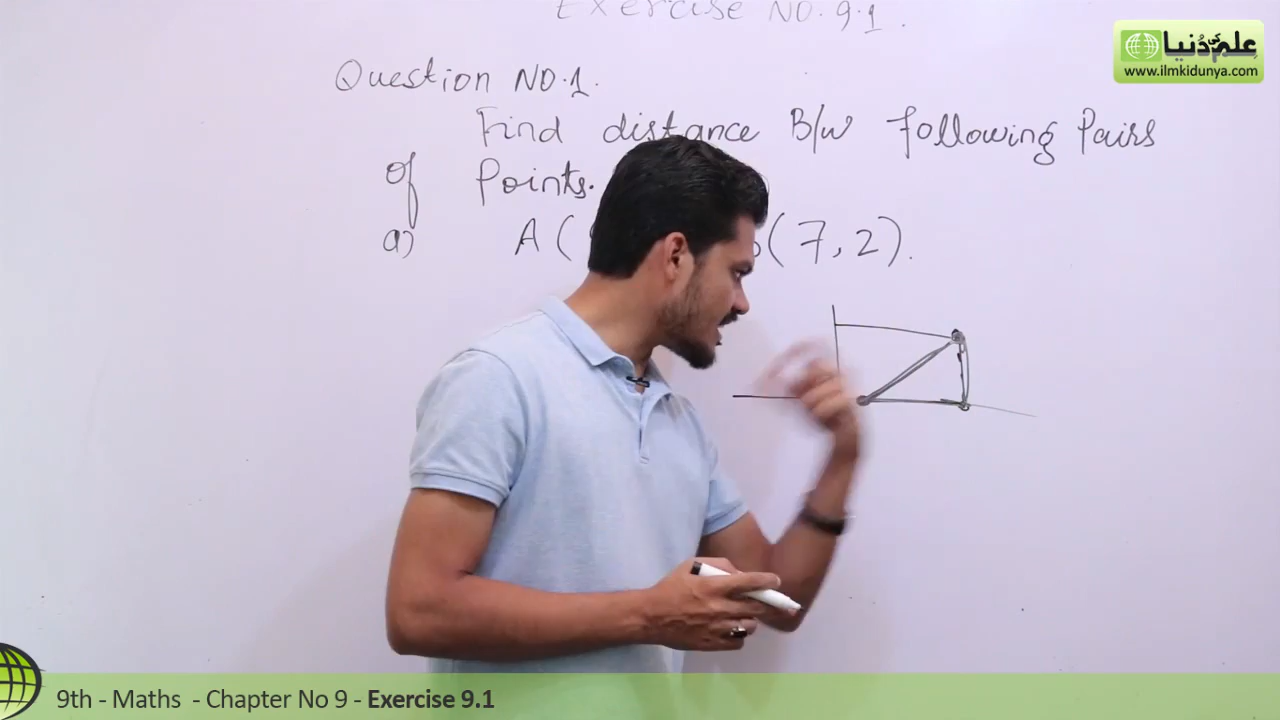 Exercise NO.9.1.
علم کی دنیا
www.ilmkidunya.com
Question NO.1.
Find distance B/w following Pairs
of Points.
a) A ( (7,2).
9th - Maths - Chapter No 9 - Exercise 9.1